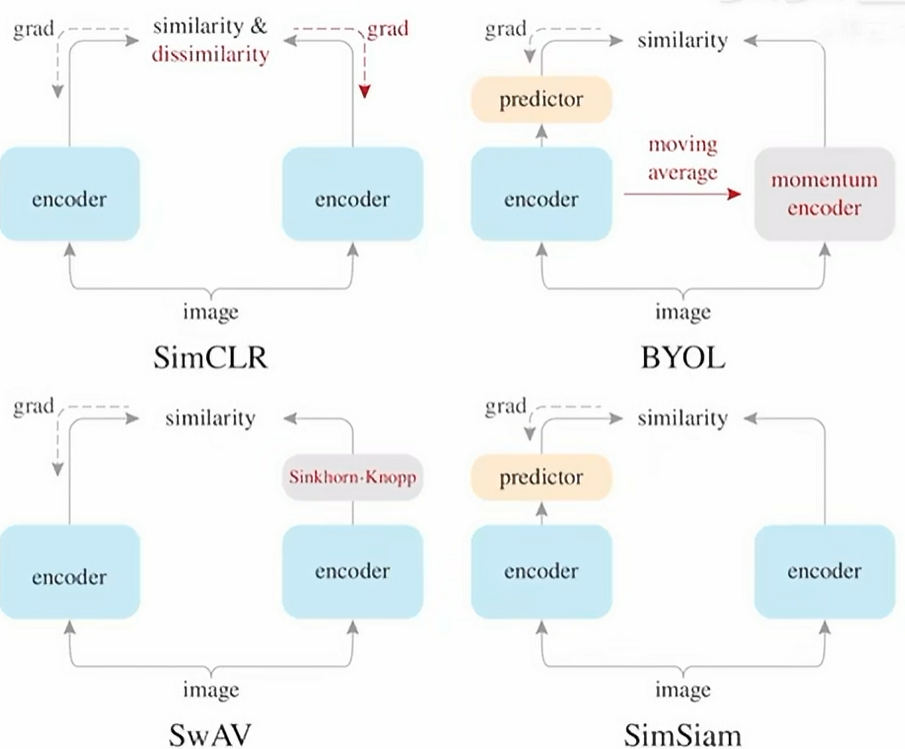 grad
similarity &
dissimilarity
grad
encoder
encoder
image
SimCLR
grad
similarity
predictor
encoder
moving
average
momentum
encoder
image
BYOL
grad
similarity
Sinkhorn-Knopp
encoder
encoder
image
SwAV
grad
similarity
predictor
encoder
encoder
image
SimSiam